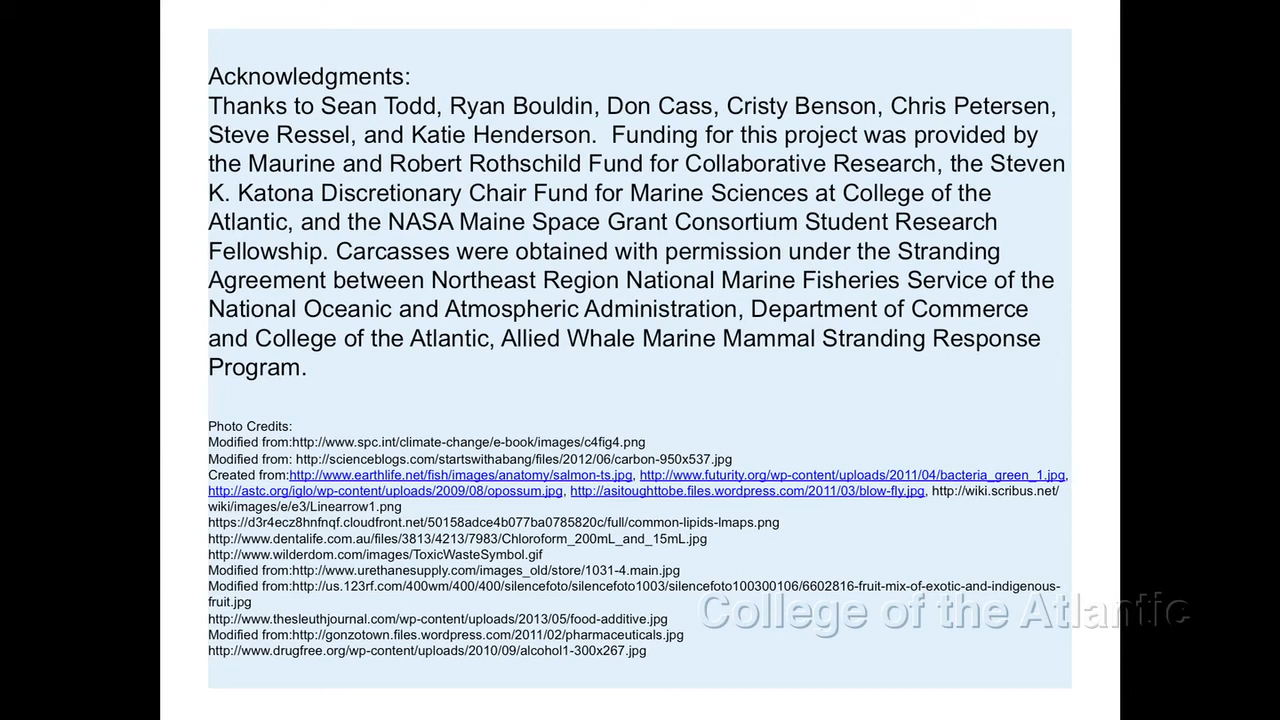 Acknowledgments:
Thanks to Sean Todd, Ryan Bouldin, Don Cass, Cristy Benson, Chris Petersen,
Steve Ressel, and Katie Henderson.  Funding for this project was provided by
the Maurine and Robert Rothschild Fund for Collaborative Research, the Steven
K. Katona Discretionary Chair Fund for Marine Sciences at College of the
Atlantic, and the NASA Maine Space Grant Consortium Student Research
Fellowship. Carcasses were obtained with permission under the Stranding
Agreement between Northeast Region National Marine Fisheries Service of the
National Oceanic and Atmospheric Administration, Department of Commerce
and College of the Atlantic, Allied Whale Marine Mammal Stranding Response
Program.
Photo Credits:
Modified from:http://www.spc.int/climate-change/e-book/images/c4fig4.png
Modified from: http://scienceblogs.com/startswithabang/files/2012/06/carbon-950x537.jpg
Created from:http://www.earthlife.net/fish/images/anatomy/salmon-ts.jpg, http://www.futurity.org/wp-content/uploads/2011/04/bacteria_green_1.jpg,
http://astc.org/iglo/wp-content/uploads/2009/08/opossum.jpg, http://asitoughttobe.files.wordpress.com/2011/03/blow-fly.jpg, http://wiki.scribus.net/
wiki/images/e/e3/Linearrow1.png
https://d3r4ecz8hnfnqf.cloudfront.net/50158adce4b077ba0785820c/full/common-lipids-lmaps.png
http://www.dentalife.com.au/files/3813/4213/7983/Chloroform_200mL_and_15mL.jpg
http://www.wilderdom.com/images/ToxicWasteSymbol.gif
Modified from:http://www.urethanesupply.com/images_old/store/1031-4.main.jpg
Modified from:http://us.123rf.com/400wm/400/400/silencefoto/silencefoto1003/silencefoto100300106/6602816-fruit-mix-of-exotic-and-indigenous-
fruit.jpg
http://www.thesleuthjournal.com/wp-content/uploads/2013/05/food-additive.jpg
Modified from:http://gonzotown.files.wordpress.com/2011/02/pharmaceuticals.jpg
http://www.drugfree.org/wp-content/uploads/2010/09/alcohol1-300x267.jpg
College of the Atlantic